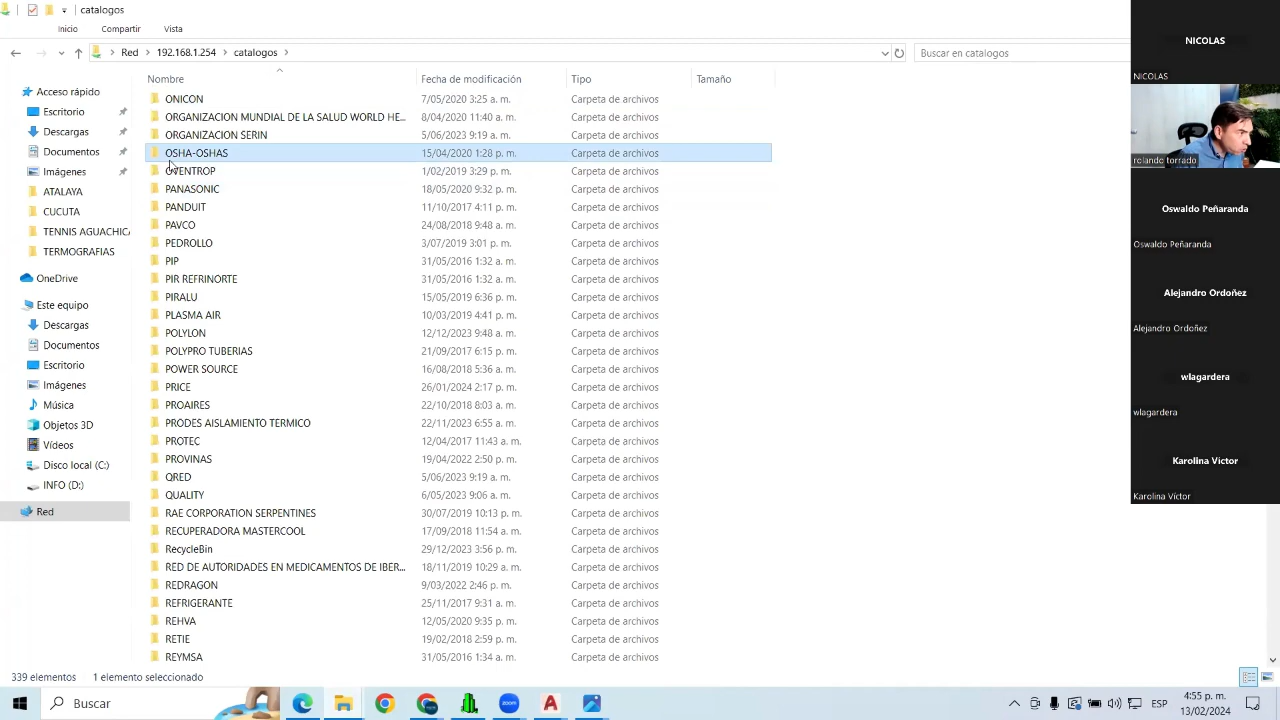 catalogos
Inicio Compartir Vista
Red 192.168.1.254 catalogos
Buscar en catalogos
Nombre Fecha de modificación Tipo Tamaño
Acceso rápido
Escritorio
Descargas
Documentos
Imágenes
ATALAYA
CUCUTA
TENNIS AGUACHICA
TERMOGRAFIAS
OneDrive
Este equipo
Descargas
Documentos
Escritorio
Imágenes
Música
Objetos 3D
Vídeos
Disco local (C:)
INFO (D:)
Red
ONICON 7/05/2020 3:25 a. m. Carpeta de archivos
ORGANIZACION MUNDIAL DE LA SALUD WORLD HE... 8/04/2020 11:40 a. m. Carpeta de archivos
ORGANIZACION SERIN 5/06/2023 9:19 a. m. Carpeta de archivos
OSHA-OSHAS 15/04/2020 1:28 p. m. Carpeta de archivos
OVENTROP 3:29 p. m. Carpeta de archivos
PANASONIC 18/05/2020 9:32 p. m. Carpeta de archivos
PANDUIT 11/10/2017 4:11 p. m. Carpeta de archivos
PAVCO 24/08/2018 9:48 a. m. Carpeta de archivos
PEDROLLO 3/07/2019 3:01 p. m. Carpeta de archivos
PIP 31/05/2016 1:32 a. m. Carpeta de archivos
PIR REFRINORTE 31/05/2016 1:32 a. m. Carpeta de archivos
PIRALU 15/05/2019 6:36 p. m. Carpeta de archivos
PLASMA AIR 10/03/2019 4:41 p. m. Carpeta de archivos
POLYLON 12/12/2023 9:48 a. m. Carpeta de archivos
POLYPRO TUBERIAS 21/09/2017 6:15 p. m. Carpeta de archivos
POWER SOURCE 16/08/2018 5:36 a. m. Carpeta de archivos
PRICE 26/01/2024 2:17 p. m. Carpeta de archivos
PROAIRES 22/10/2018 8:03 a. m. Carpeta de archivos
PRODES AISLAMIENTO TERMICO 22/11/2023 6:55 a. m. Carpeta de archivos
PROTEC 12/04/2017 11:43 a. m. Carpeta de archivos
PROVINAS 19/04/2022 2:50 p. m. Carpeta de archivos
QRED 5/06/2023 9:19 a. m. Carpeta de archivos
QUALITY 6/05/2023 9:06 a. m. Carpeta de archivos
RAE CORPORATION SERPENTINES 30/07/2019 10:13 p. m. Carpeta de archivos
RECUPERADORA MASTERCOOL 17/09/2018 11:54 a. m. Carpeta de archivos
RecycleBin 29/12/2023 3:56 p. m. Carpeta de archivos
RED DE AUTORIDADES EN MEDICAMENTOS DE IBER... 18/11/2019 10:29 a. m. Carpeta de archivos
REDRAGON 9/03/2022 2:46 p. m. Carpeta de archivos
REFRIGERANTE 25/11/2017 9:31 a. m. Carpeta de archivos
REHVA 12/05/2020 9:35 p. m. Carpeta de archivos
RETIE 19/02/2018 2:59 p. m. Carpeta de archivos
REYMSA 31/05/2016 1:34 a. m. Carpeta de archivos
339 elementos 1 elemento seleccionado
NICOLAS
NICOLAS
rolando torrado
Oswaldo Peñaranda
Oswaldo Peñaranda
Alejandro Ordoñez
Alejandro Ordoñez
wlagardera
wlagardera
Karolina Víctor
Karolina Víctor
Buscar
zoom
ESP
4:55 p. m.
13/02/2024